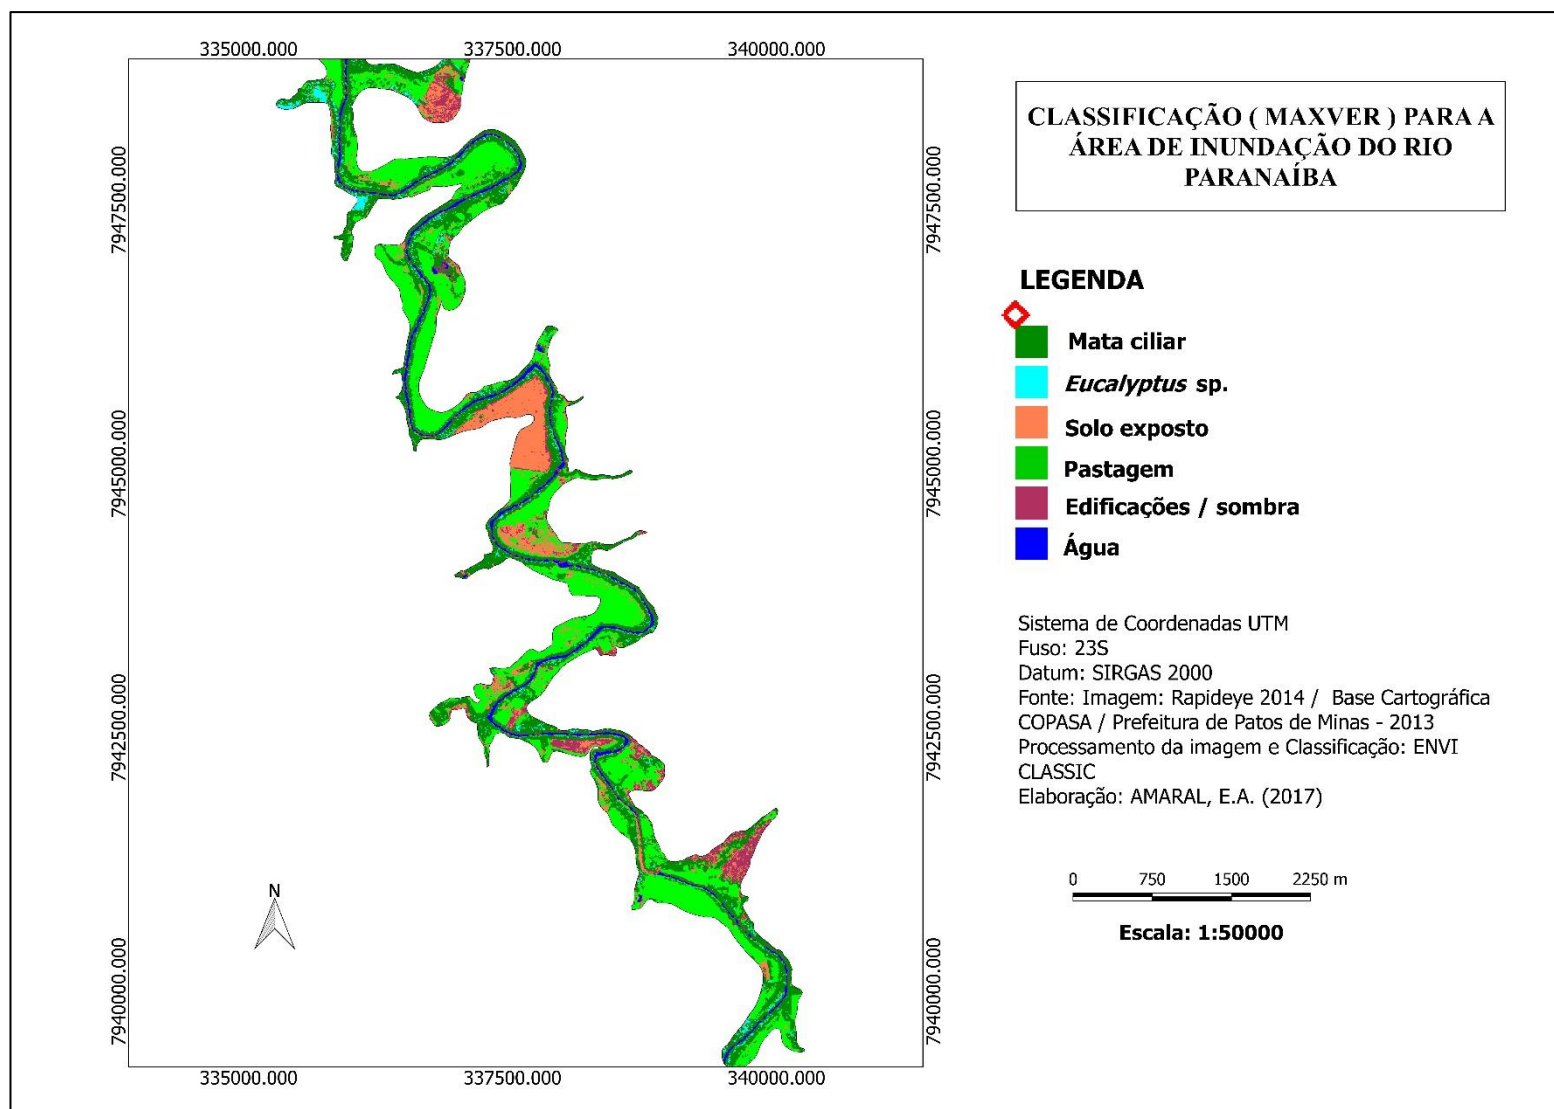 335000.000 337500.000 340000.000
7947500.000 7947500.000
7945000.000 7945000.000
7942500.000 7942500.000
7940000.000 7940000.000
N
335000.000 337500.000 340000.000
CLASSIFICAÇÃO ( MAXVER ) PARA A
ÁREA DE INUNDAÇÃO DO RIO
PARANAÍBA
LEGENDA
Mata ciliar
Eucalyptus sp.
Solo exposto
Pastagem
Edificações / sombra
Água
Sistema de Coordenadas UTM
Fuso: 23S
Datum: SIRGAS 2000
Fonte: Imagem: Rapideye 2014 / Base Cartográfica
COPASA / Prefeitura de Patos de Minas - 2013
Processamento da imagem e Classificação: ENVI
CLASSIC
Elaboração: AMARAL, E.A. (2017)
0 750 1500 2250 m
Escala: 1:50000